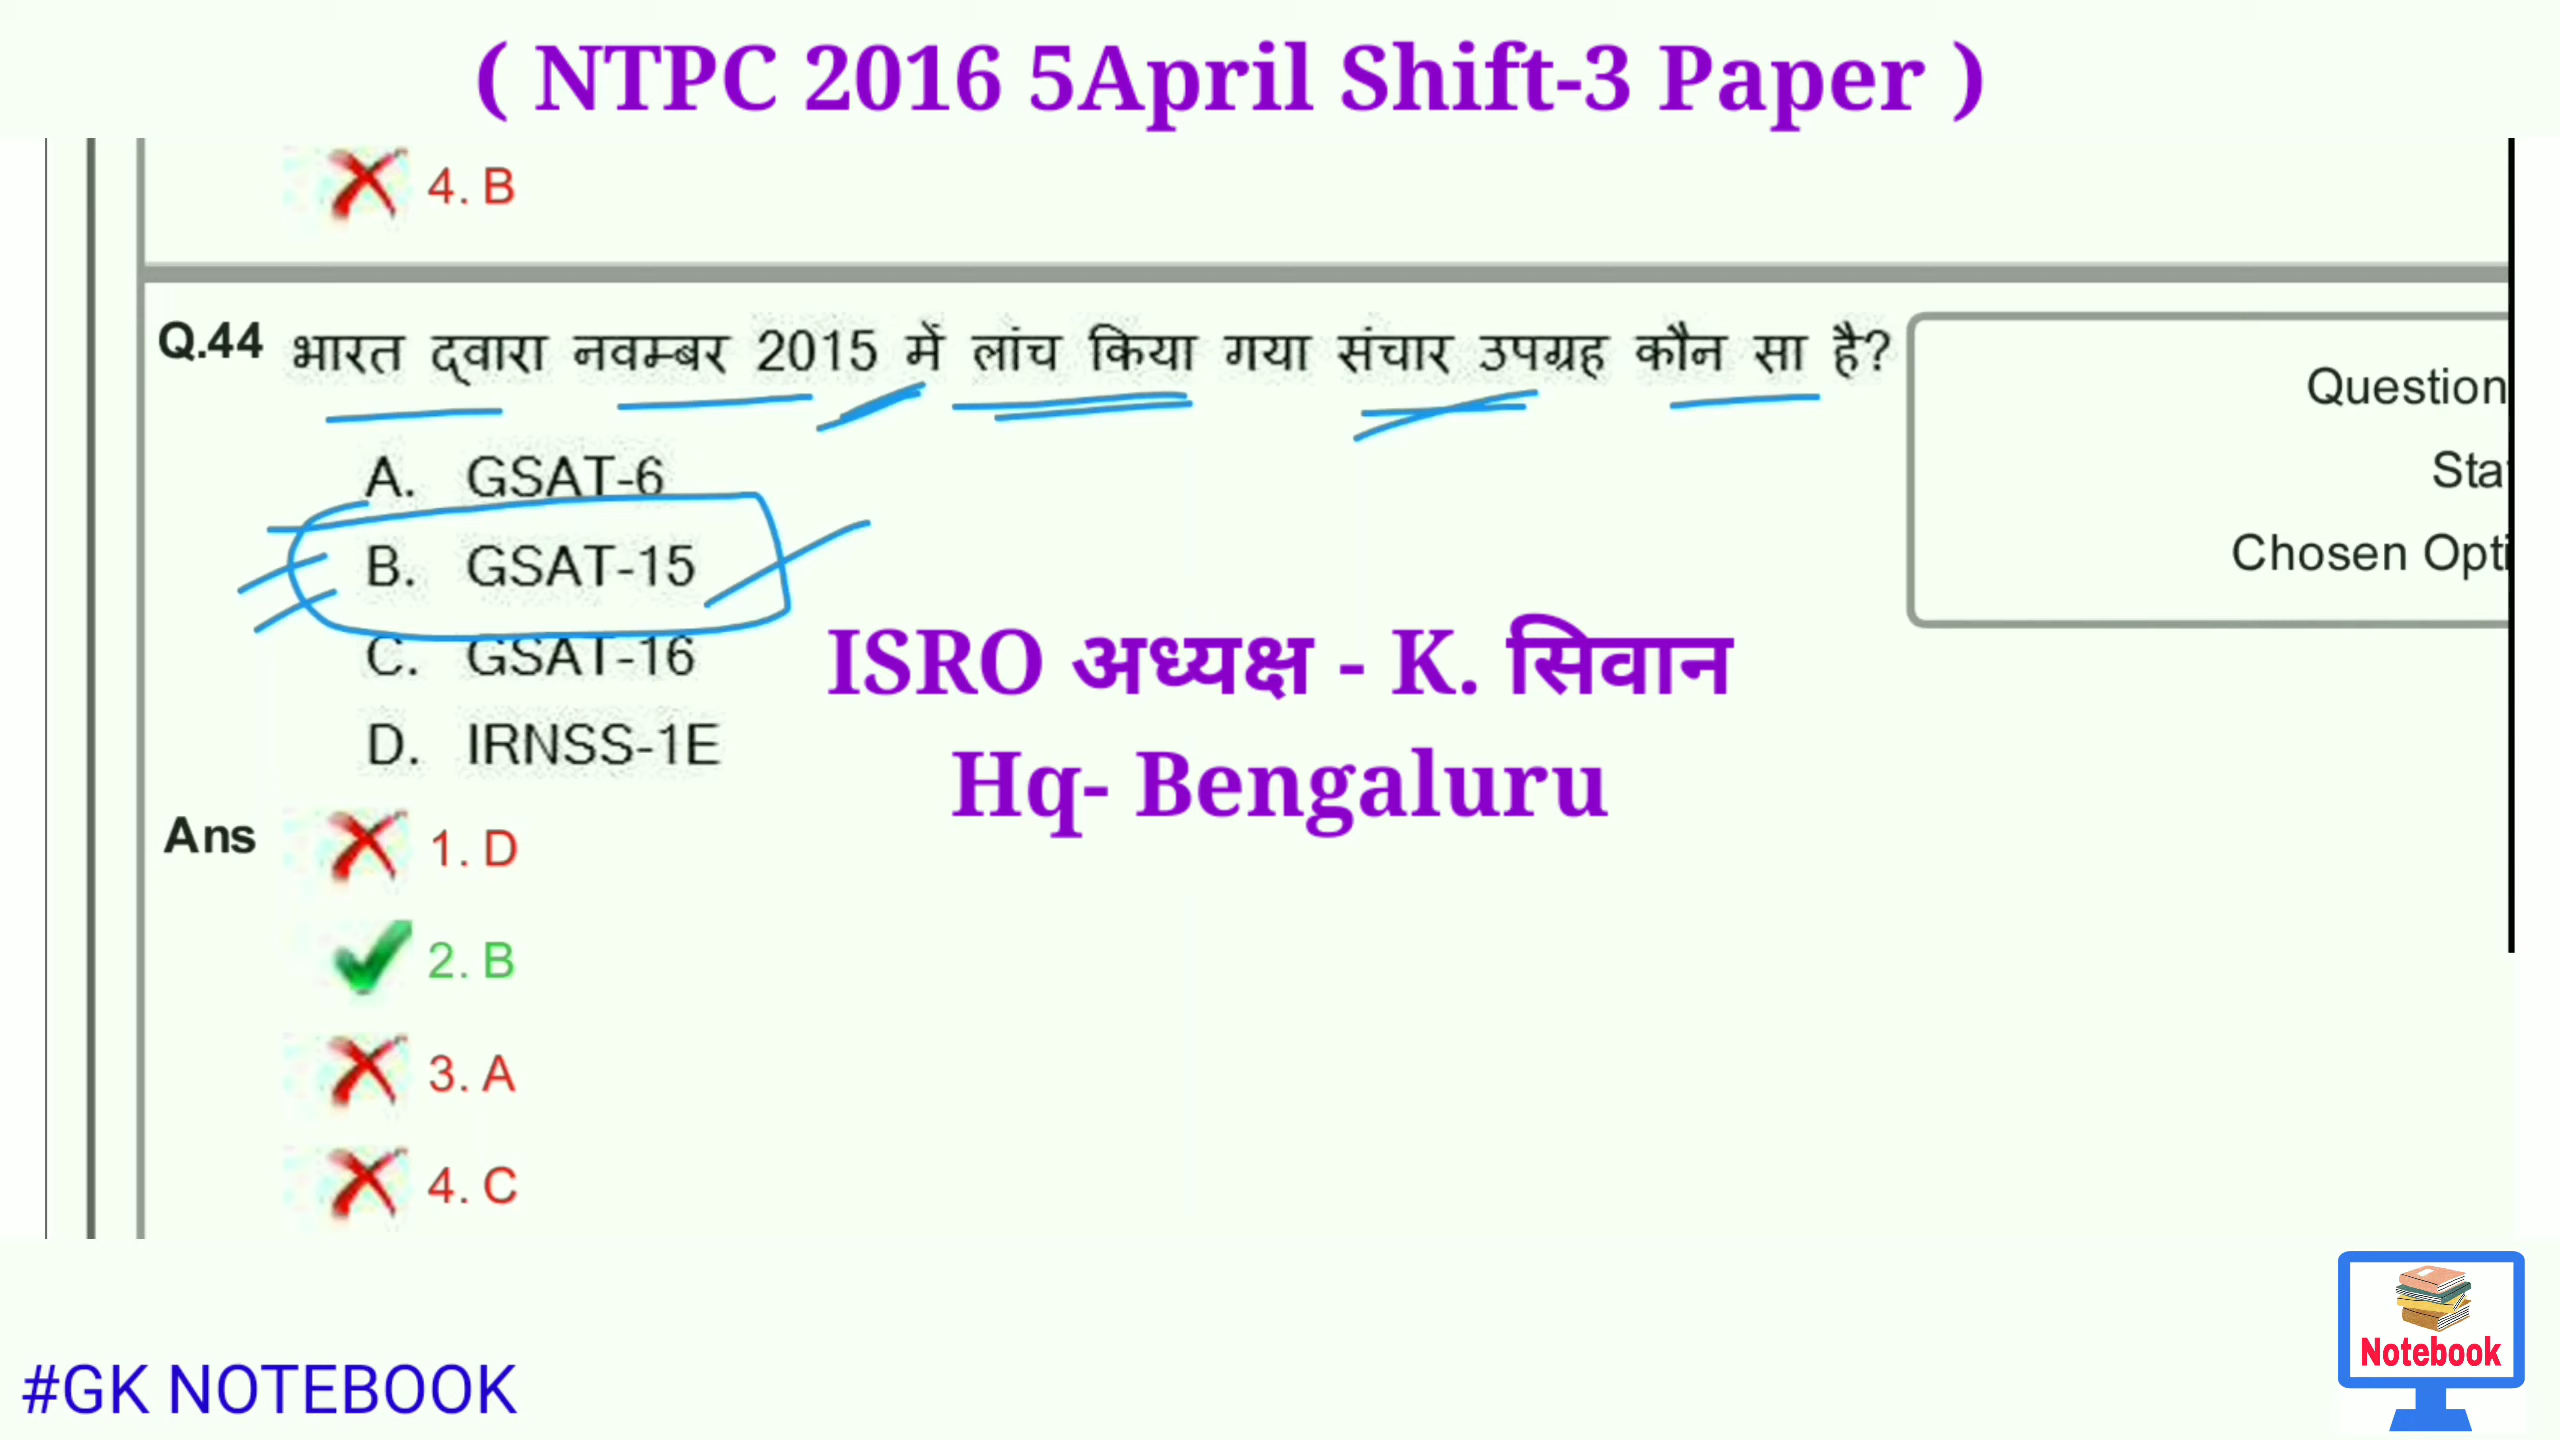 ( NTPC 2016 5April Shift-3 Paper )
4. B
Q.44 भारत द्वारा नवम्बर 2015 में लांच किया गया संचार उपग्रह कौन सा है?
A. GSAT-6
B. GSAT-15
C. GSAT-16
D. IRNSS-1E
Question
Sta
Chosen Opti
ISRO अध्यक्ष - K. सिवान
Hq- Bengaluru
Ans
1. D
2. B
3. A
4. C
#GK NOTEBOOK
Notebook